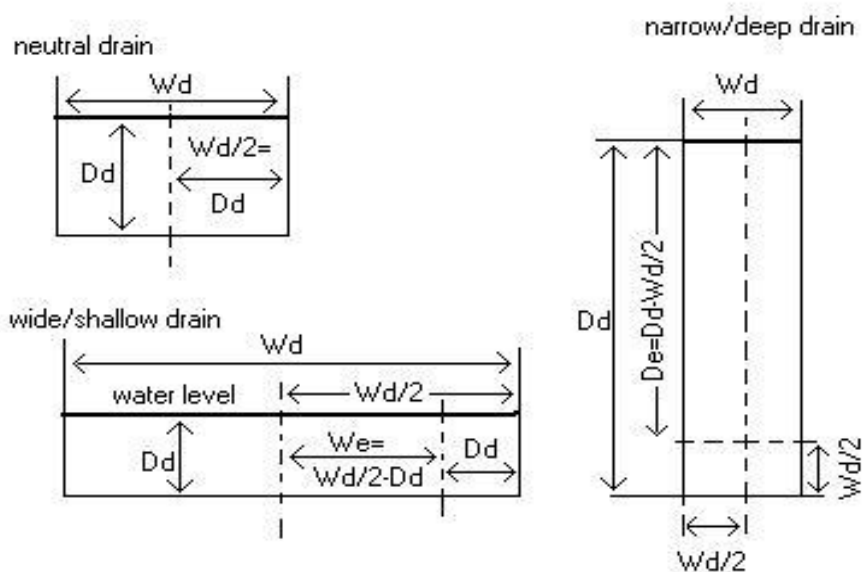 neutral drain
Wd
Wd/2=
Dd
Dd
wide/shallow drain
Wd
water level
Wd/2
Dd
We=
Wd/2-Dd
Dd
narrow/deep drain
Wd
Dd
De=Dd-Wd/2
Wd/2
Wd/2